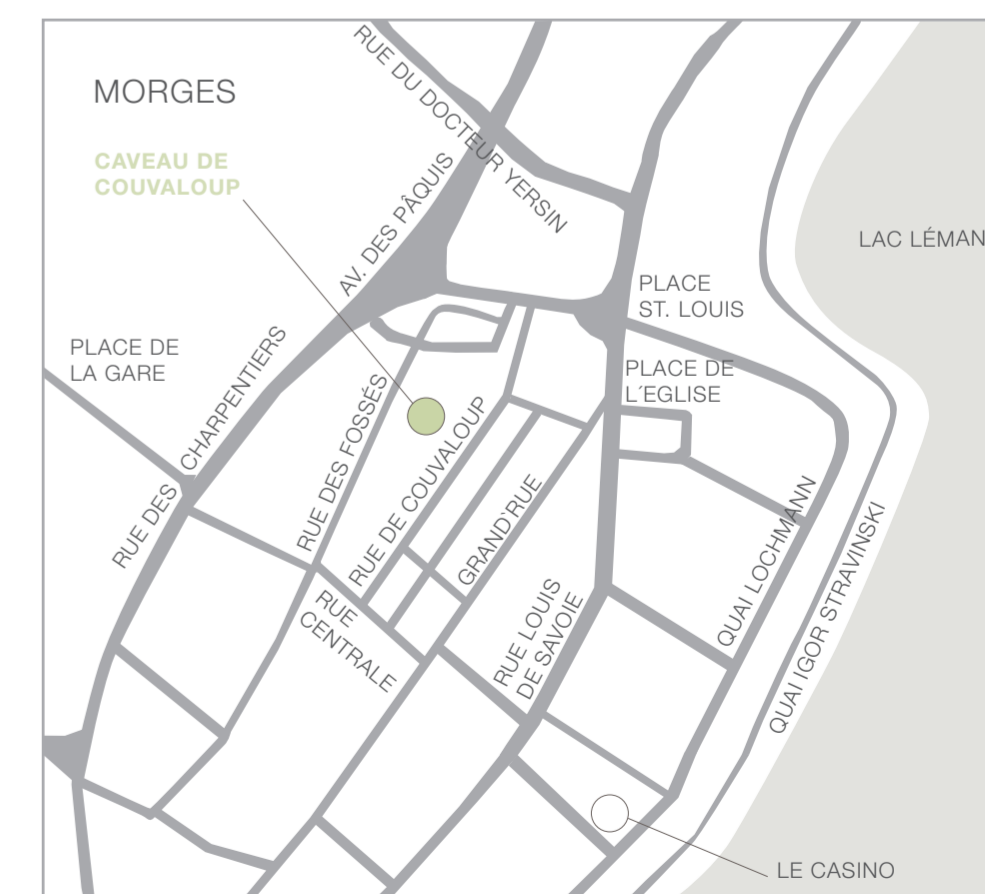 MORGES
CAVEAU DE
COUVALOUP
RUE DU DOCTEUR YERSIN
AV. DES PÂQUIS
LAC LÉMAN
PLACE
ST. LOUIS
PLACE DE
LA GARE
PLACE DE
L´EGLISE
RUE DES CHARPENTIERS
RUE DES FOSSÉS
RUE DE COUVALOUP
GRAND'RUE
RUE
CENTRALE
RUE LOUIS
DE SAVOIE
QUAI LOCHMANN
QUAI IGOR STRAVINSKI
LE CASINO